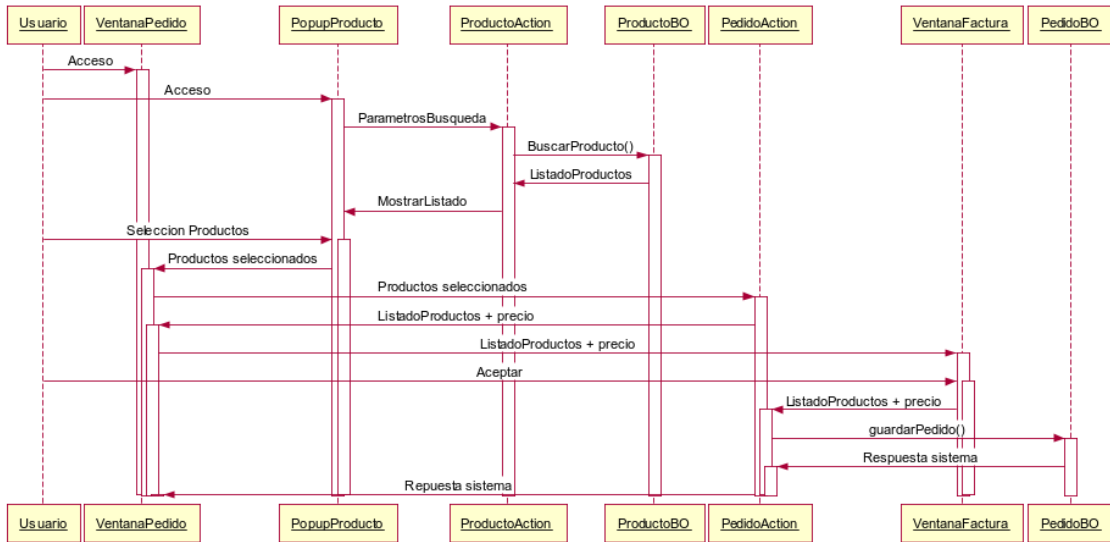 Usuario
VentanaPedido
PopupProducto
ProductoAction
ProductoBO
PedidoAction
VentanaFactura
PedidoBO
Acceso
Acceso
ParametrosBusqueda
BuscarProducto()
ListadoProductos
MostrarListado
Seleccion Productos
Productos seleccionados
Productos seleccionados
ListadoProductos + precio
ListadoProductos + precio
Aceptar
ListadoProductos + precio
guardarPedido()
Respuesta sistema
Repuesta sistema
Usuario
VentanaPedido
PopupProducto
ProductoAction
ProductoBO
PedidoAction
VentanaFactura
PedidoBO